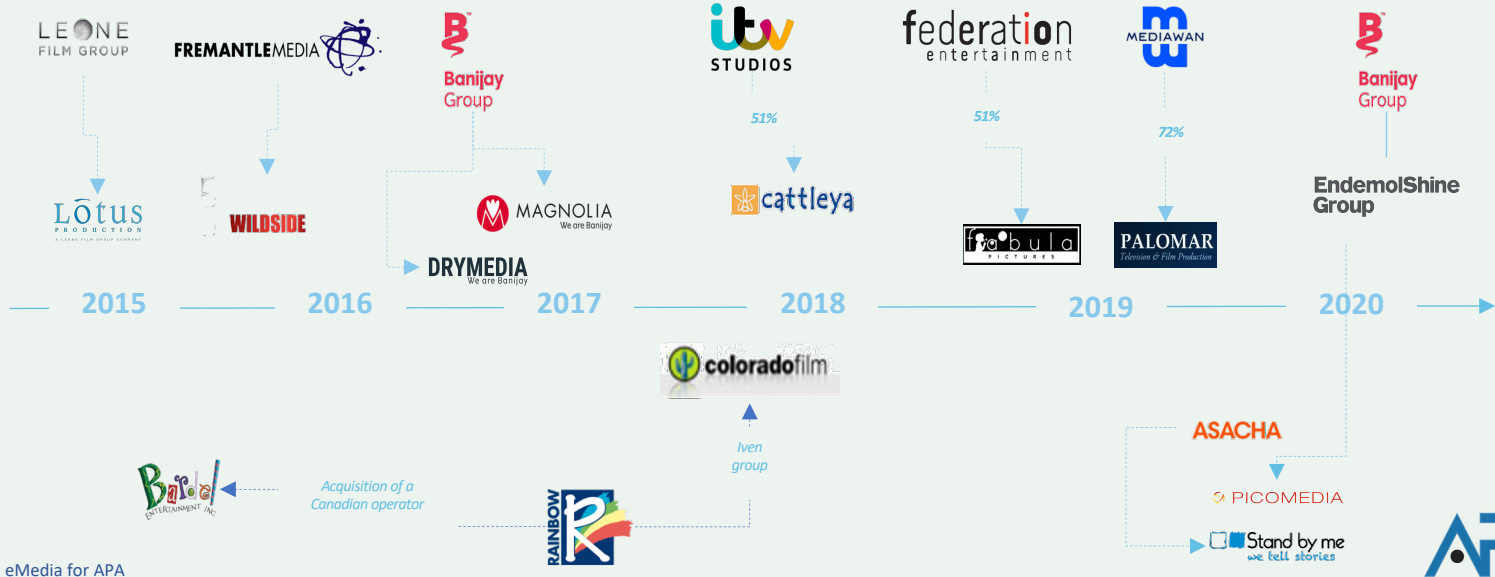 LEONE
FILM GROUP
FREMANTLEMEDIA
B
TM
Banijay
Group
itv
STUDIOS
federation
entertainment
MEDIAWAN
B
TM
Banijay
Group
51%
51%
72%
LOTUS
PRODUCTION
A LEONE FILM GROUP COMPANY
WILDSIDE
MAGNOLIA
We are Banijay
cattleya
EndemolShine
Group
DRYMEDIA
We are Banijay
fabula
PICTURES
PALOMAR
Television & Film Production
2015
2016
2017
2018
2019
2020
coloradofilm
Iven
group
ASACHA
Bardel
ENTERTAINMENT INC
Acquisition of a
Canadian operator
RAINBOW
R
PICOMEDIA
Stand by me
we tell stories
eMedia for APA